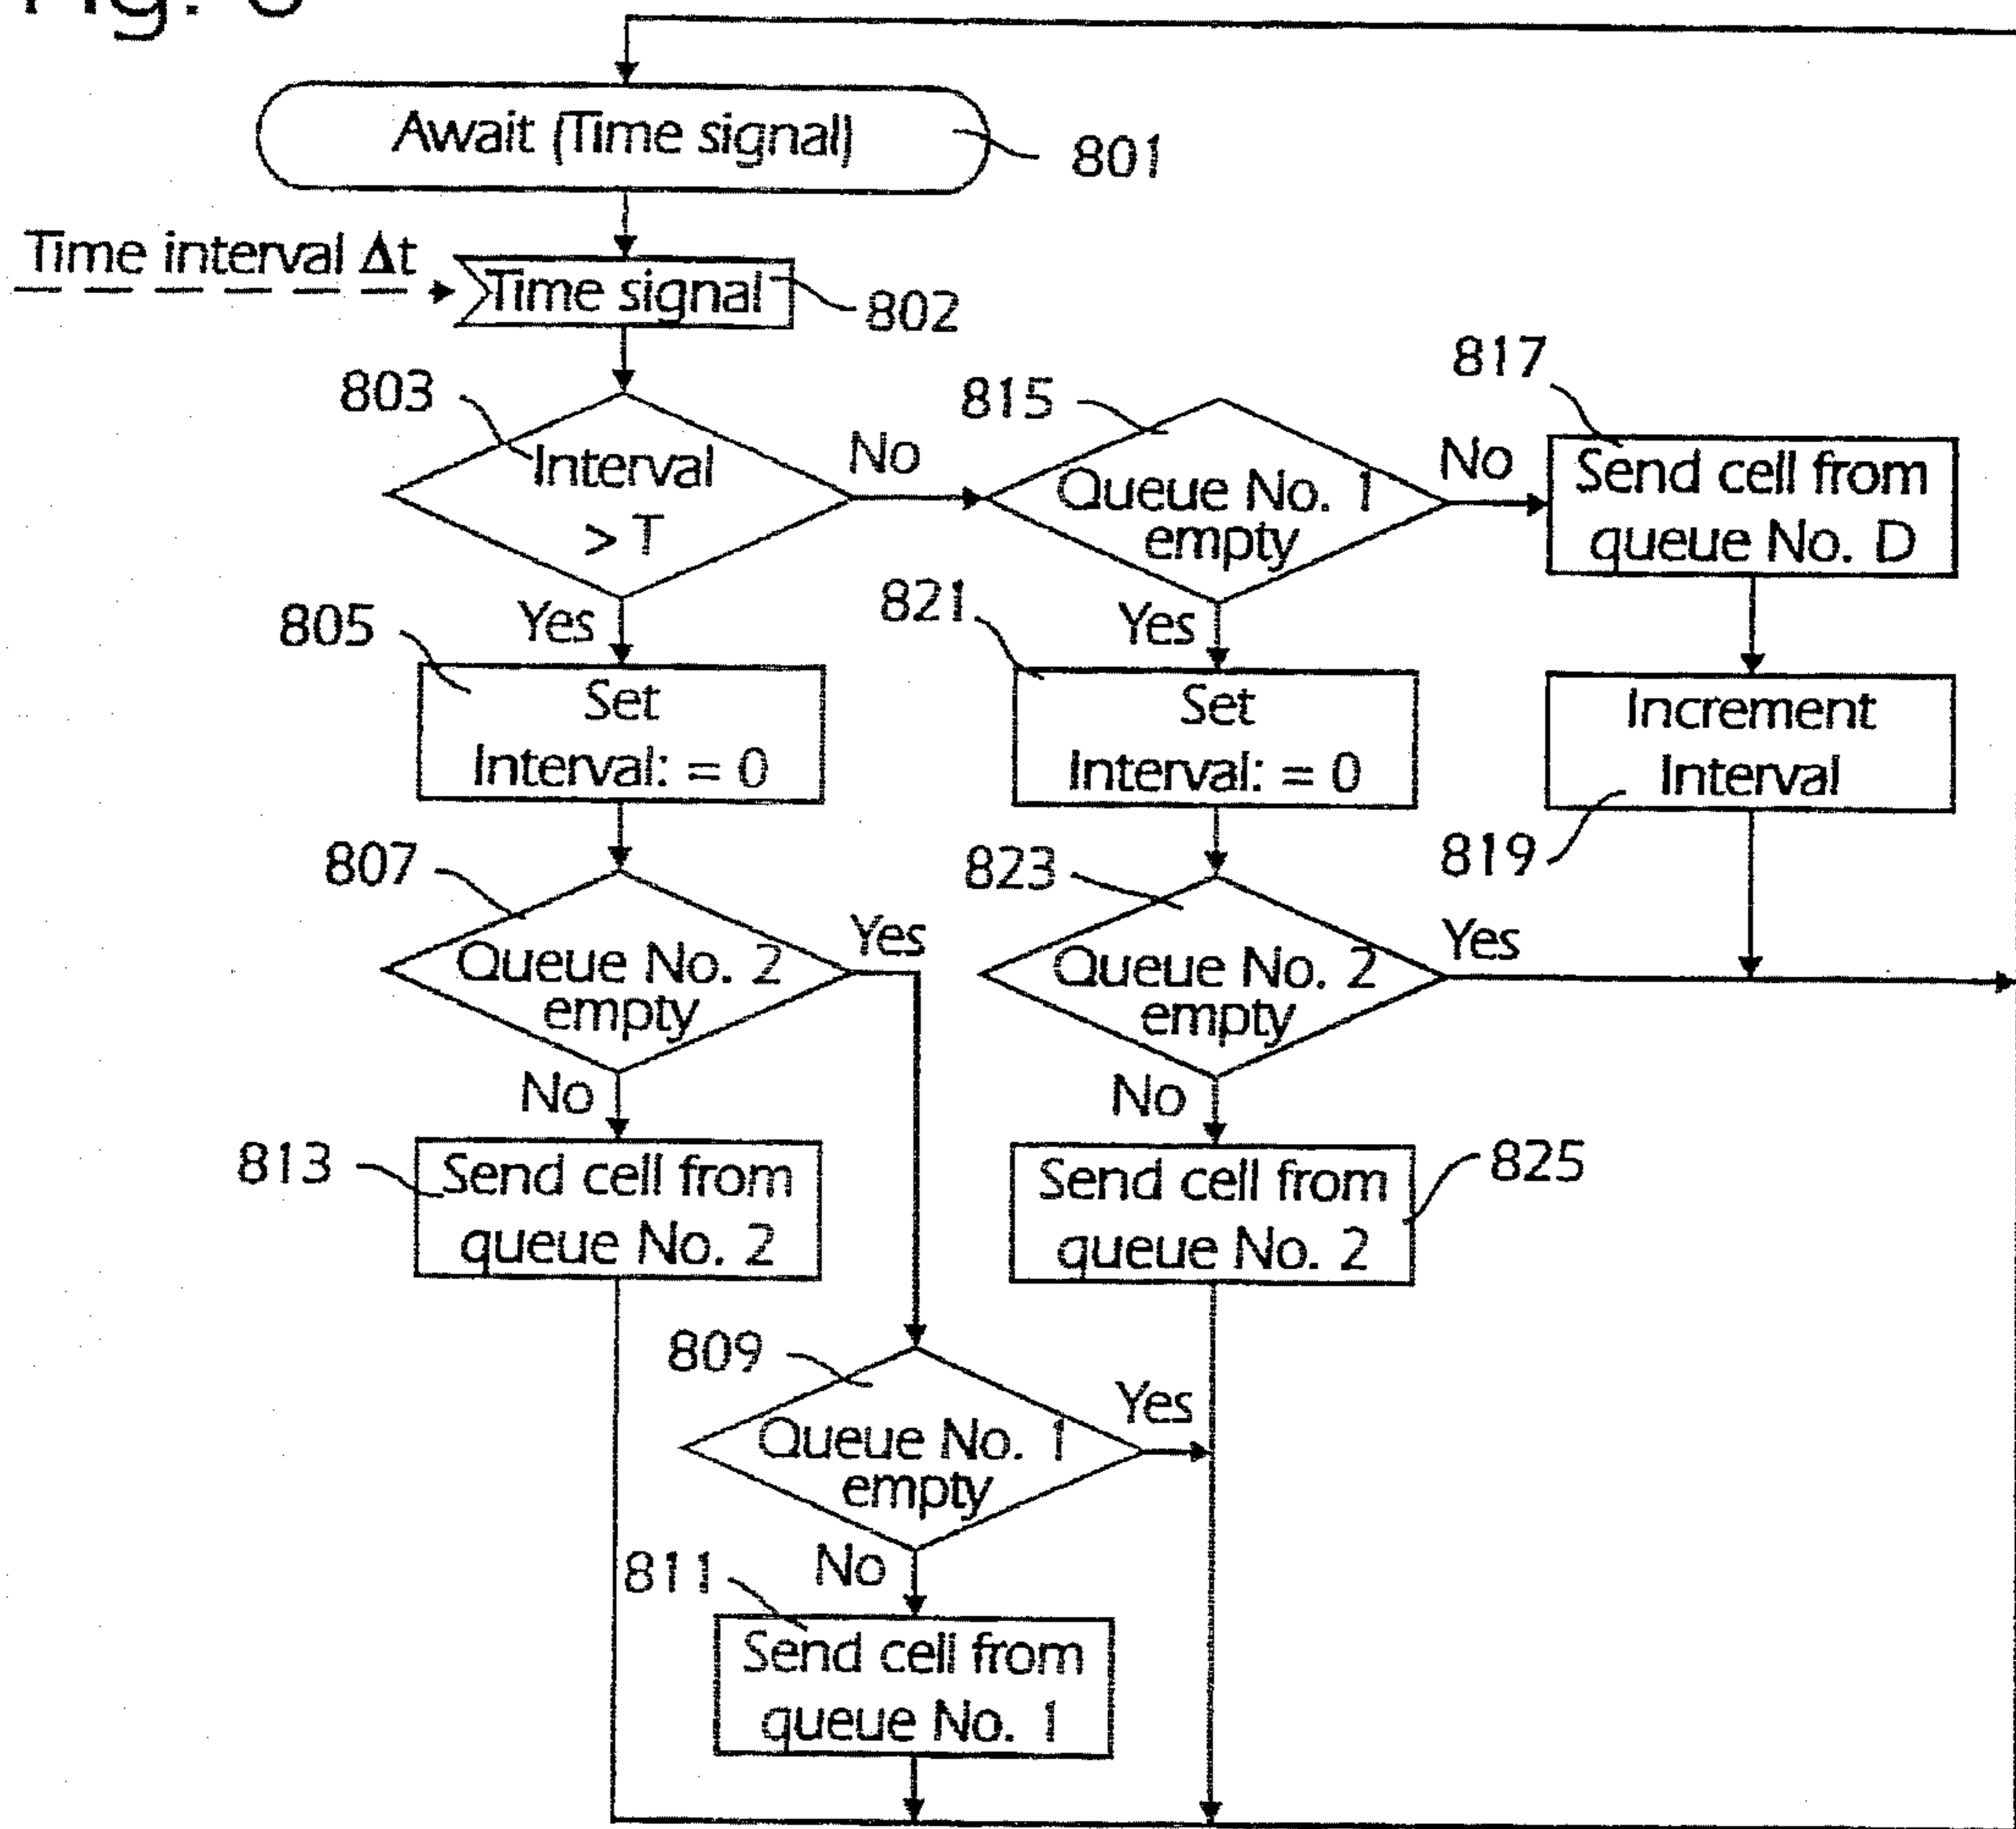 Await (Time signal)
801
Time interval Δt
Time signal
802
803
Interval
> T
No
815
Queue No. 1
empty
No
817
Send cell from
queue No. D
Yes
805
Set
Interval: = 0
Yes
821
Set
Interval: = 0
Increment
Interval
819
807
Queue No. 2
empty
Yes
823
Queue No. 2
empty
Yes
No
813
Send cell from
queue No. 2
No
825
Send cell from
queue No. 2
809
Queue No. 1
empty
Yes
No
811
Send cell from
queue No. 1